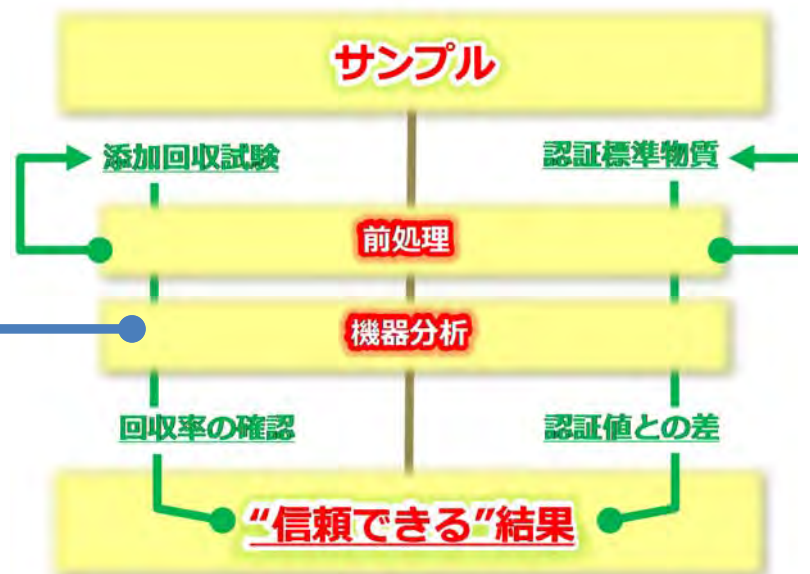 サンプル
添加回収試験
認証標準物質
前処理
機器分析
回収率の確認
認証値との差
“信頼できる”結果